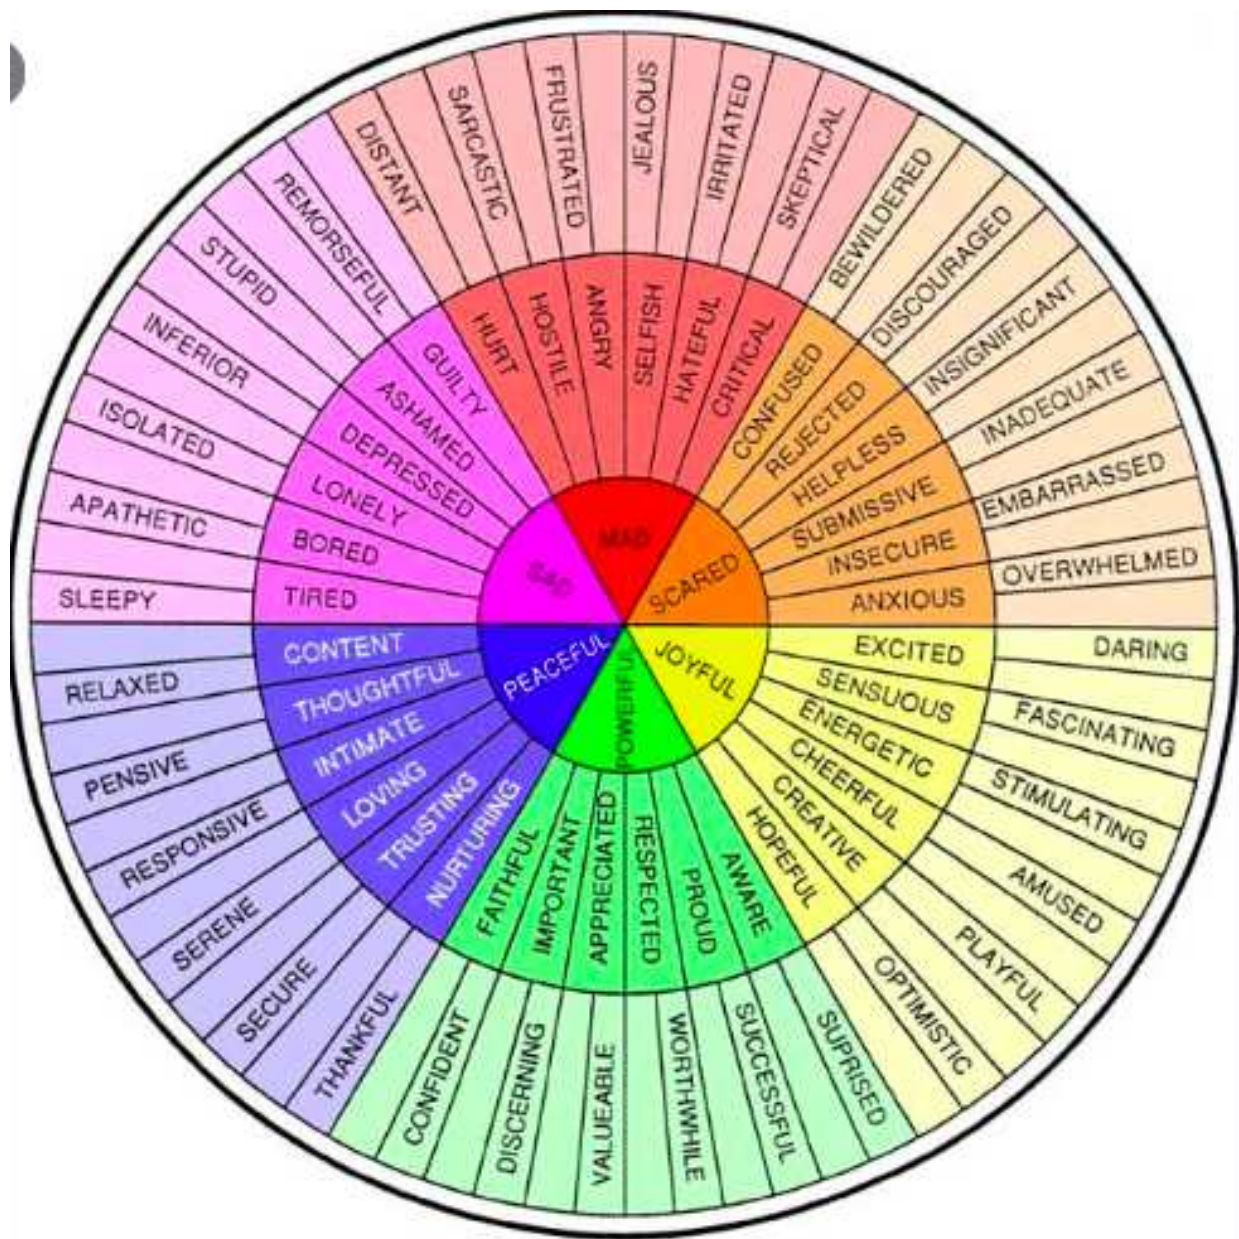 MAD
SCARED
JOYFUL
POWERFUL
PEACEFUL
SAD
HURT
HOSTILE
ANGRY
SELFISH
HATEFUL
CRITICAL
CONFUSED
REJECTED
HELPLESS
SUBMISSIVE
INSECURE
ANXIOUS
EXCITED
SENSUOUS
ENERGETIC
CHEERFUL
CREATIVE
HOPEFUL
AWARE
PROUD
RESPECTED
APPRECIATED
IMPORTANT
FAITHFUL
NURTURING
TRUSTING
LOVING
INTIMATE
THOUGHTFUL
CONTENT
TIRED
BORED
LONELY
DEPRESSED
ASHAMED
GUILTY
DISTANT
SARCASTIC
FRUSTRATED
JEALOUS
IRRITATED
SKEPTICAL
BEWILDERED
DISCOURAGED
INSIGNIFICANT
INADEQUATE
EMBARRASSED
OVERWHELMED
DARING
FASCINATING
STIMULATING
AMUSED
PLAYFUL
OPTIMISTIC
SUPRISED
SUCCESSFUL
WORTHWHILE
VALUEABLE
DISCERNING
CONFIDENT
THANKFUL
SECURE
SERENE
RESPONSIVE
PENSIVE
RELAXED
SLEEPY
APATHETIC
ISOLATED
INFERIOR
STUPID
REMORSEFUL